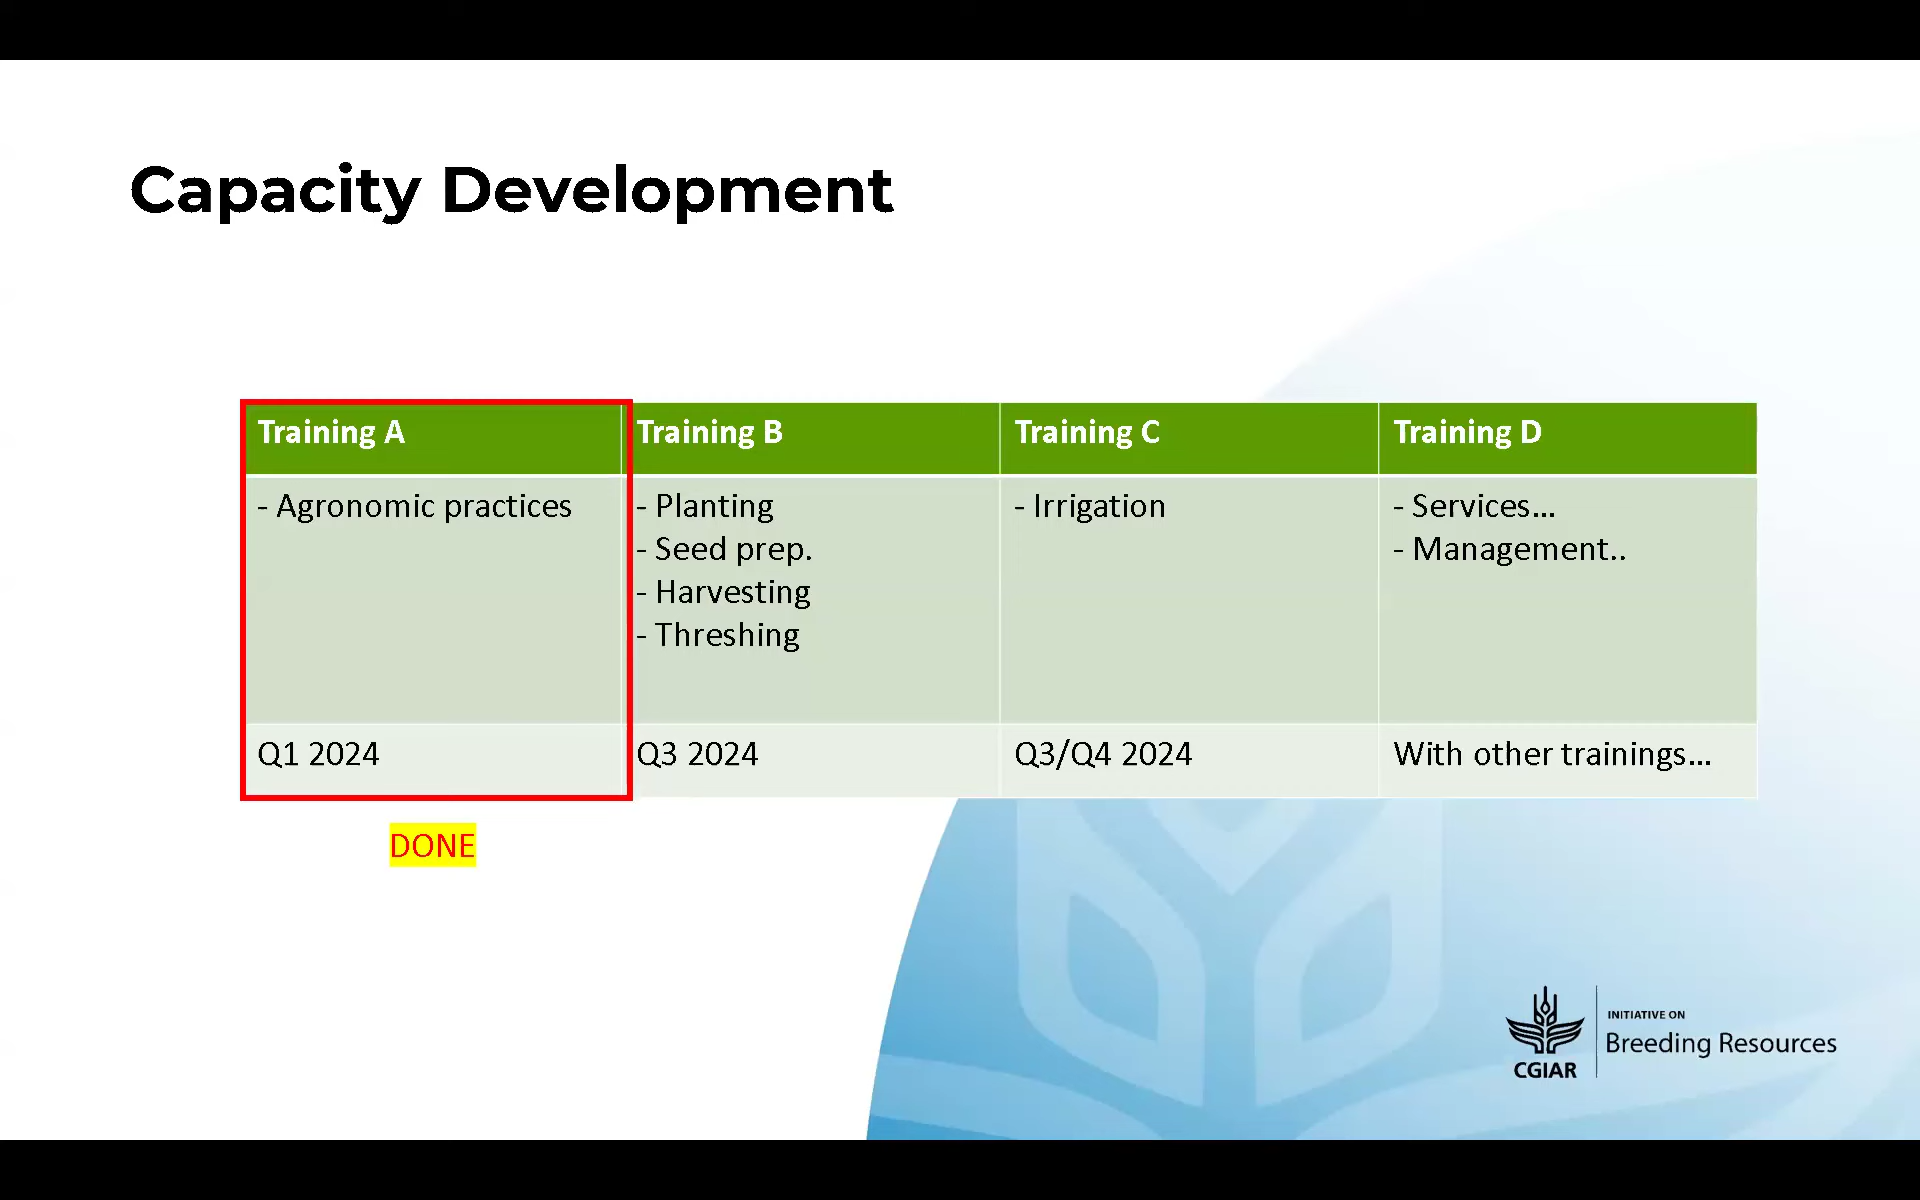 Capacity Development
Training A
Training B
Training C
Training D
- Agronomic practices
- Planting
- Seed prep.
- Harvesting
- Threshing
- Irrigation
- Services...
- Management..
Q1 2024
Q3 2024
Q3/Q4 2024
With other trainings...
DONE
INITIATIVE ON
Breeding Resources
CGIAR